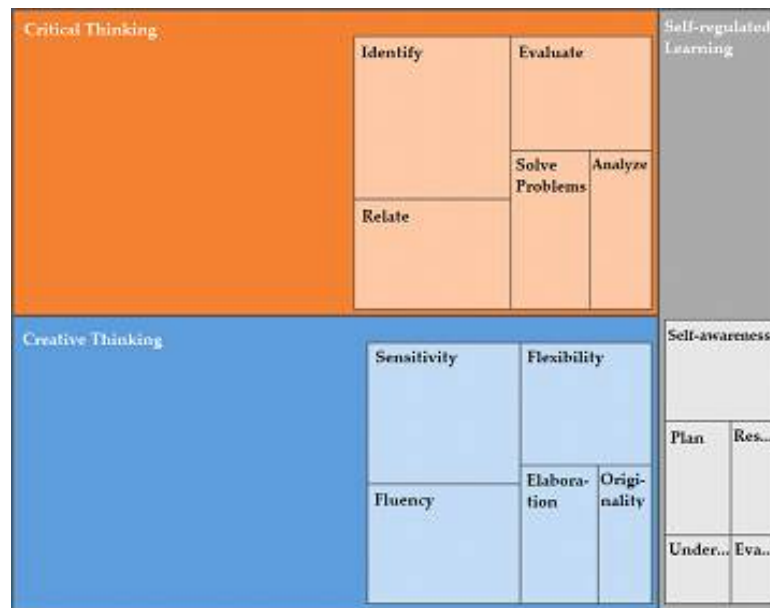 Critical Thinking
Identify
Evaluate
Solve
Problems
Analyze
Relate
Self-regulated
Learning
Creative Thinking
Sensitivity
Flexibility
Fluency
Elabora-
tion
Origi-
nality
Self-awareness
Plan
Res...
Under...
Eva...